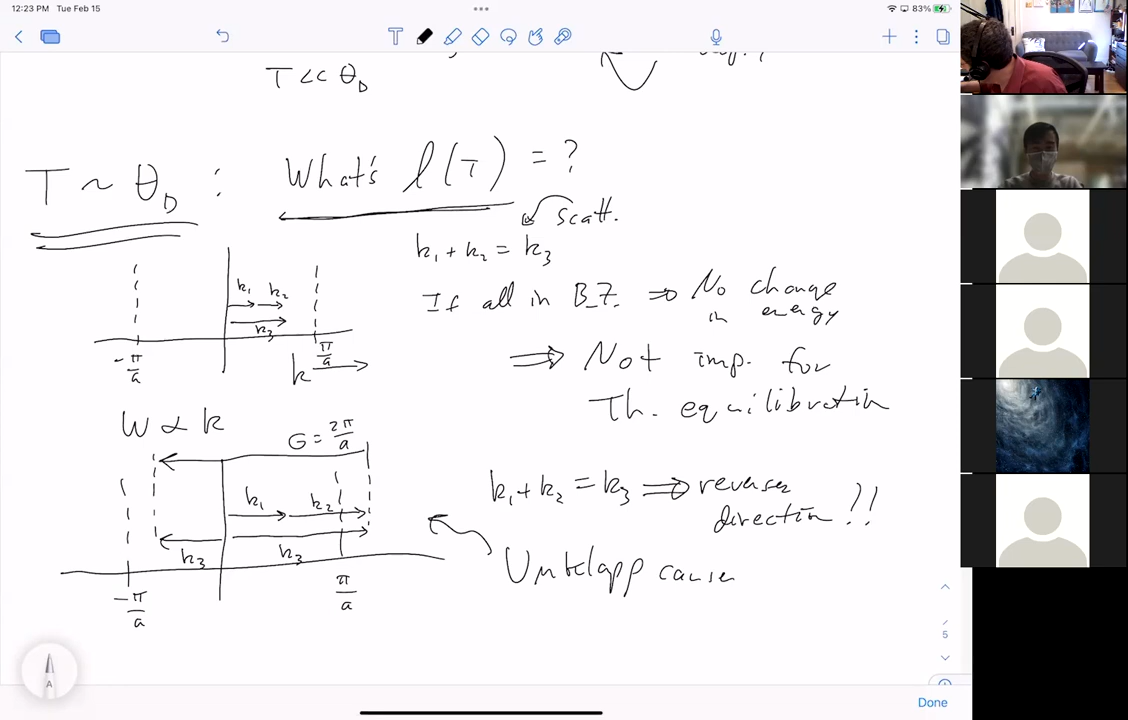 12:23 PM Tue Feb 15
83%
T << θ_D
T ~ θ_D : What's l(T) = ?
scatt.
k₁ + k₂ = k₃
If all in B.Z. ⇒ No change
in energy
k₁ k₂
k₃
-π/a π/a
k
⇒ Not imp. for
Th. equilibration
W ∝ k
G = 2π/a
k₁ k₂
k₃ k₃
-π/a π/a
k₁ + k₂ = k₃ ⇒ reverses
direction!!
Umklapp cause
5
A
Done